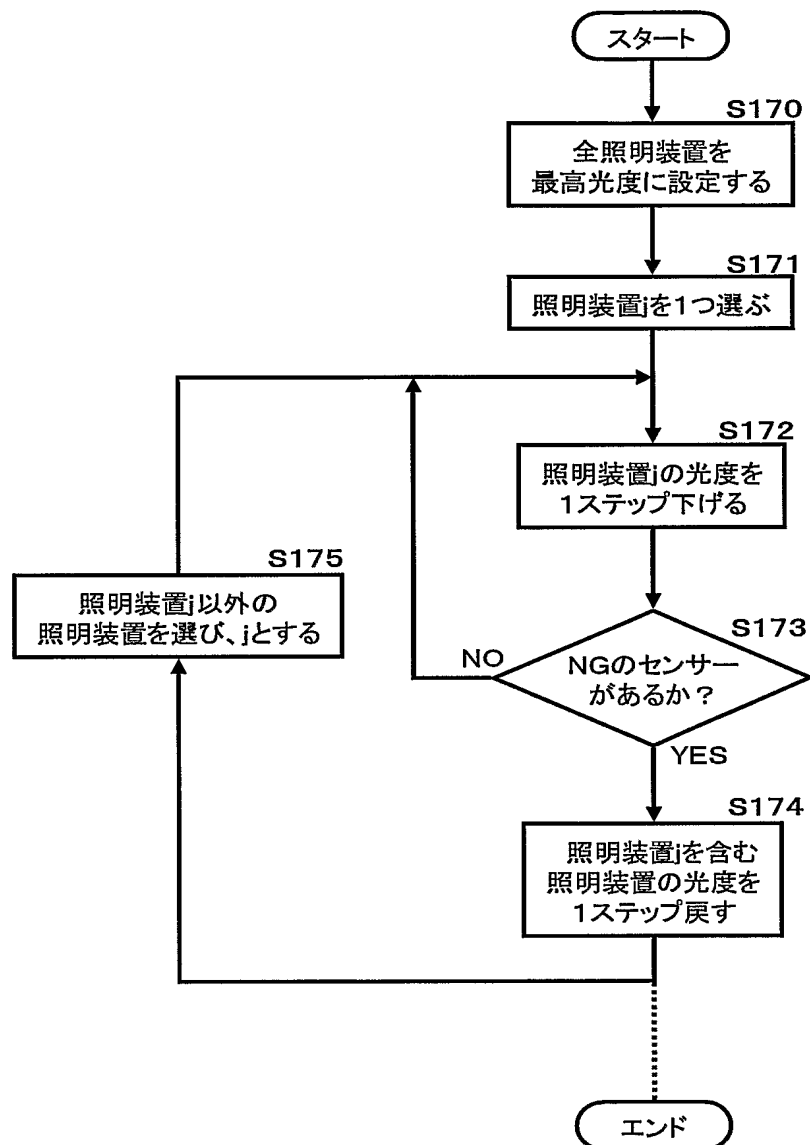 スタート
S170
全照明装置を
最高光度に設定する
S171
照明装置jを1つ選ぶ
S172
照明装置jの光度を
1ステップ下げる
S175
照明装置j以外の
照明装置を選び、jとする
S173
NO
NGのセンサー
があるか？
YES
S174
照明装置jを含む
照明装置の光度を
1ステップ戻す
エンド